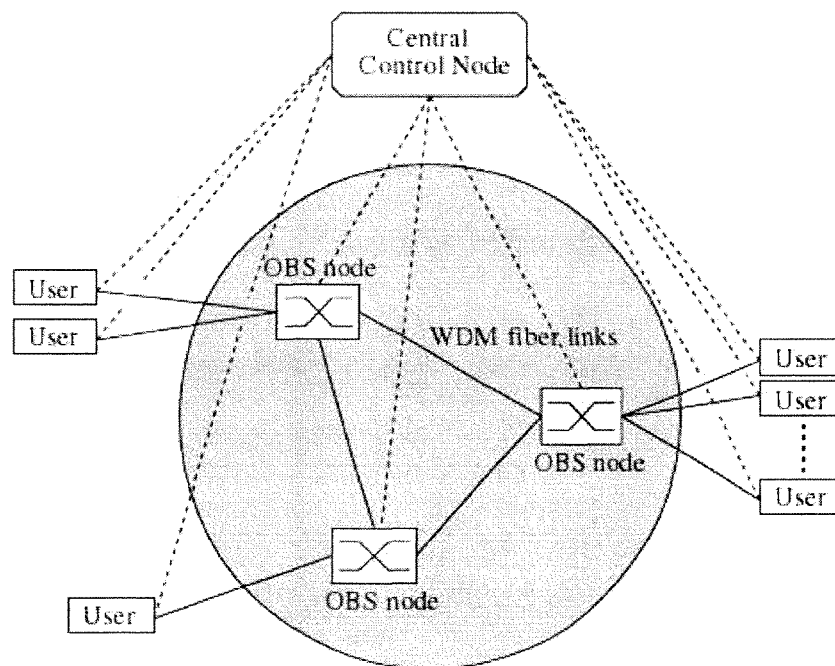 Central
Control Node
OBS node
User
User
WDM fiber links
User
User
OBS node
User
OBS node
User